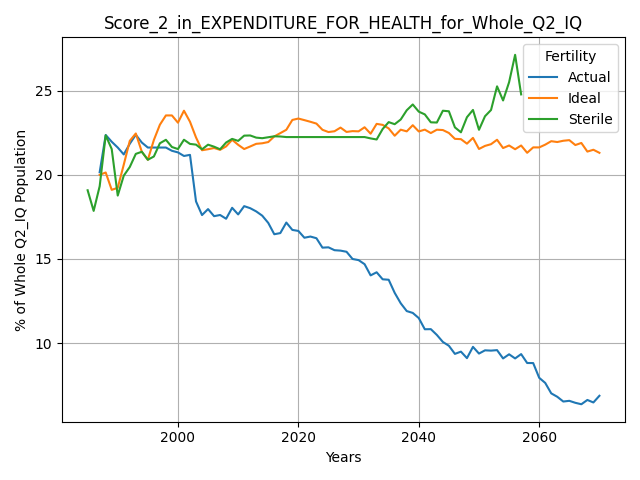 Score_2_in_EXPENDITURE_FOR_HEALTH_for_Whole_Q2_IQ
Fertility
Actual
Ideal
Sterile
25
20
15
10
% of Whole Q2_IQ Population
2000
2020
2040
2060
Years